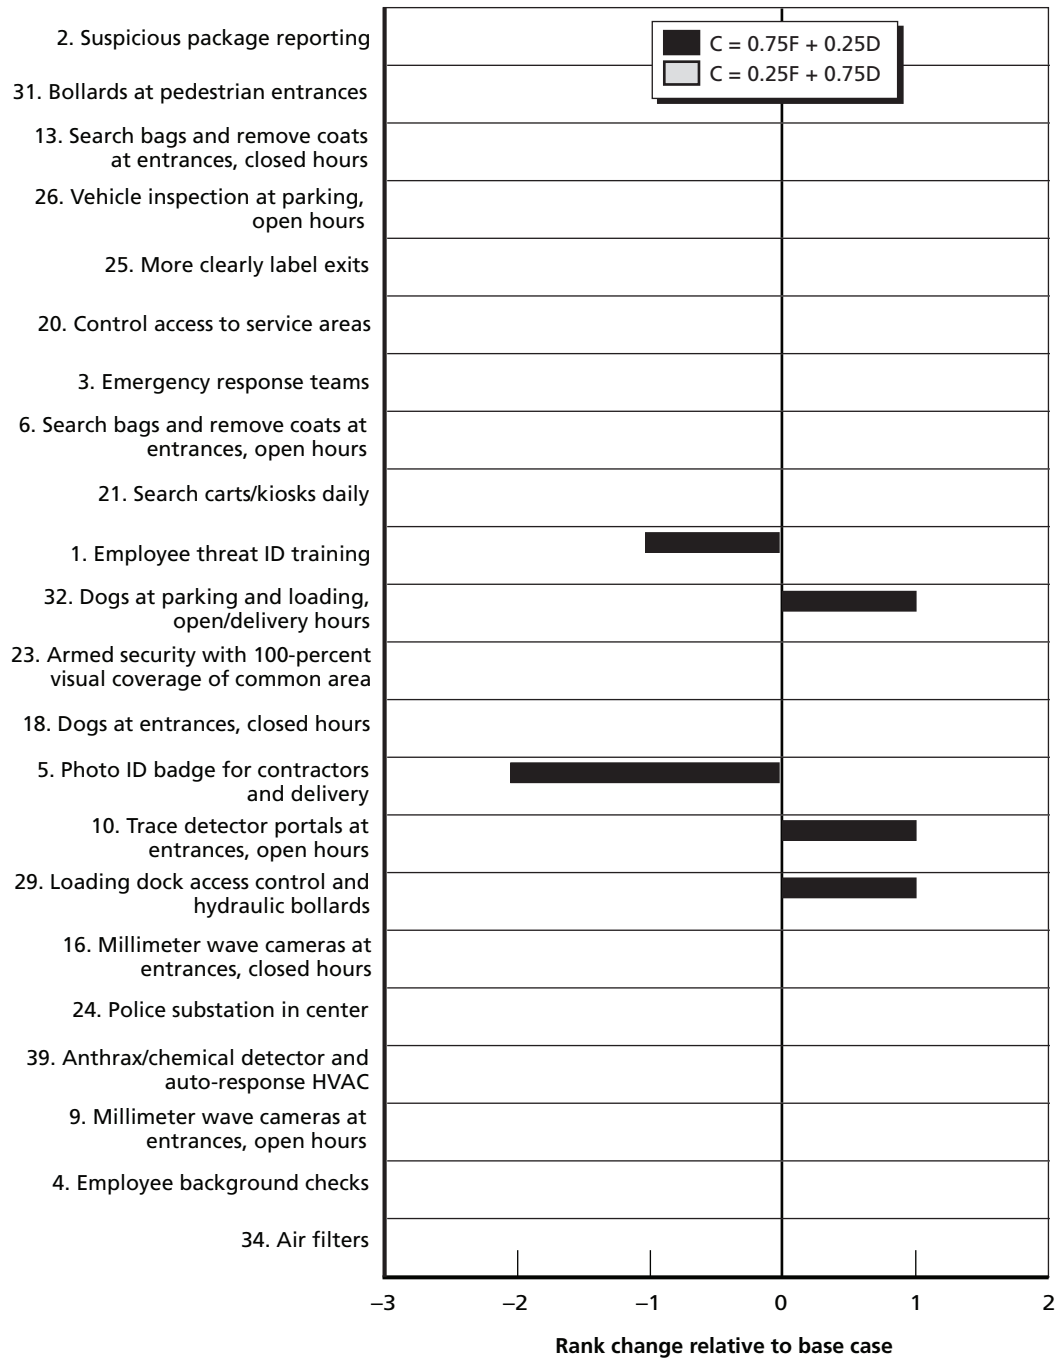 2. Suspicious package reporting
C = 0.75F + 0.25D
C = 0.25F + 0.75D
31. Bollards at pedestrian entrances
13. Search bags and remove coats
at entrances, closed hours
26. Vehicle inspection at parking,
open hours
25. More clearly label exits
20. Control access to service areas
3. Emergency response teams
6. Search bags and remove coats at
entrances, open hours
21. Search carts/kiosks daily
1. Employee threat ID training
32. Dogs at parking and loading,
open/delivery hours
23. Armed security with 100-percent
visual coverage of common area
18. Dogs at entrances, closed hours
5. Photo ID badge for contractors
and delivery
10. Trace detector portals at
entrances, open hours
29. Loading dock access control and
hydraulic bollards
16. Millimeter wave cameras at
entrances, closed hours
24. Police substation in center
39. Anthrax/chemical detector and
auto-response HVAC
9. Millimeter wave cameras at
entrances, open hours
4. Employee background checks
34. Air filters
–3 –2 –1 0 1 2
Rank change relative to base case